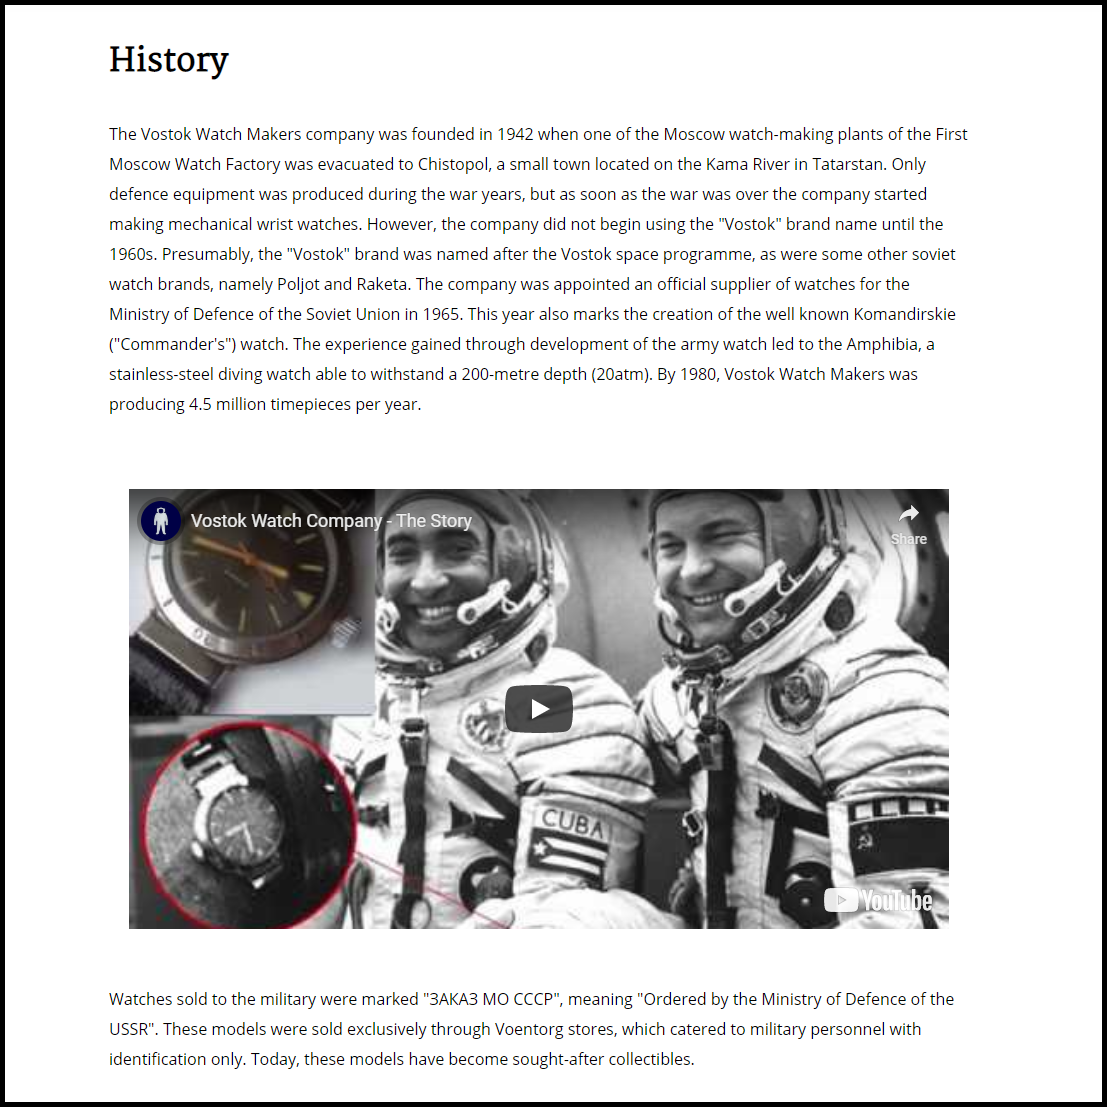 History
The Vostok Watch Makers company was founded in 1942 when one of the Moscow watch-making plants of the First
Moscow Watch Factory was evacuated to Chistopol, a small town located on the Kama River in Tatarstan. Only
defence equipment was produced during the war years, but as soon as the war was over the company started
making mechanical wrist watches. However, the company did not begin using the "Vostok" brand name until the
1960s. Presumably, the "Vostok" brand was named after the Vostok space programme, as were some other soviet
watch brands, namely Poljot and Raketa. The company was appointed an official supplier of watches for the
Ministry of Defence of the Soviet Union in 1965. This year also marks the creation of the well known Komandirskie
("Commander's") watch. The experience gained through development of the army watch led to the Amphibia, a
stainless-steel diving watch able to withstand a 200-metre depth (20atm). By 1980, Vostok Watch Makers was
producing 4.5 million timepieces per year.
Vostok Watch Company - The Story
Share
CUBA
YouTube
Watches sold to the military were marked "ЗАКАЗ МО СССР", meaning "Ordered by the Ministry of Defence of the
USSR". These models were sold exclusively through Voentorg stores, which catered to military personnel with
identification only. Today, these models have become sought-after collectibles.